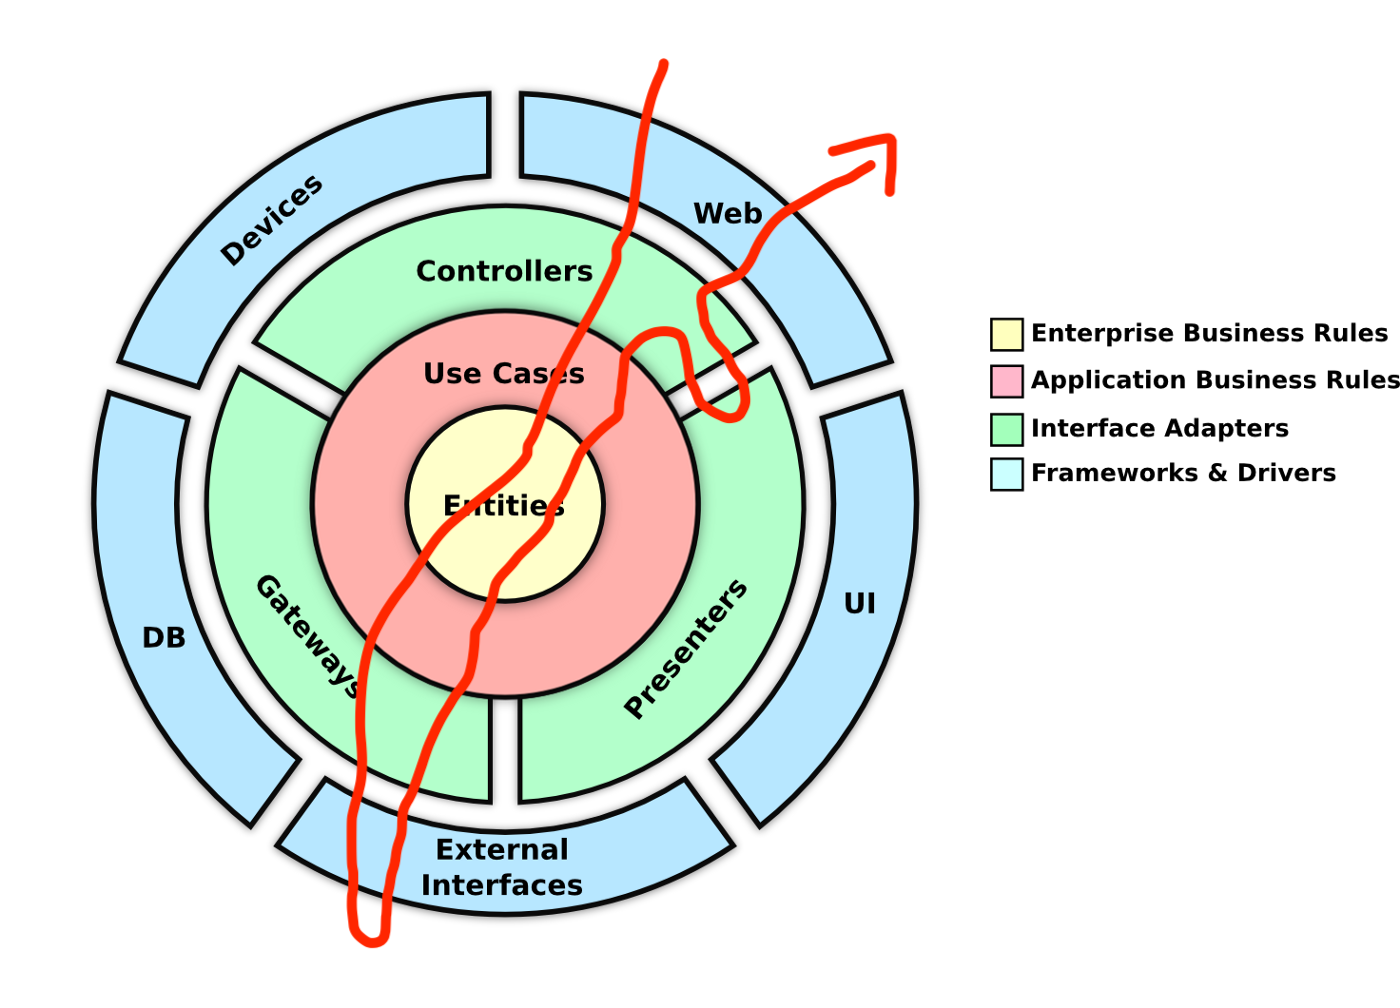 Devices
Web
Controllers
Use Cases
Entities
Gateways
Presenters
DB
UI
External
Interfaces
Enterprise Business Rules
Application Business Rules
Interface Adapters
Frameworks & Drivers